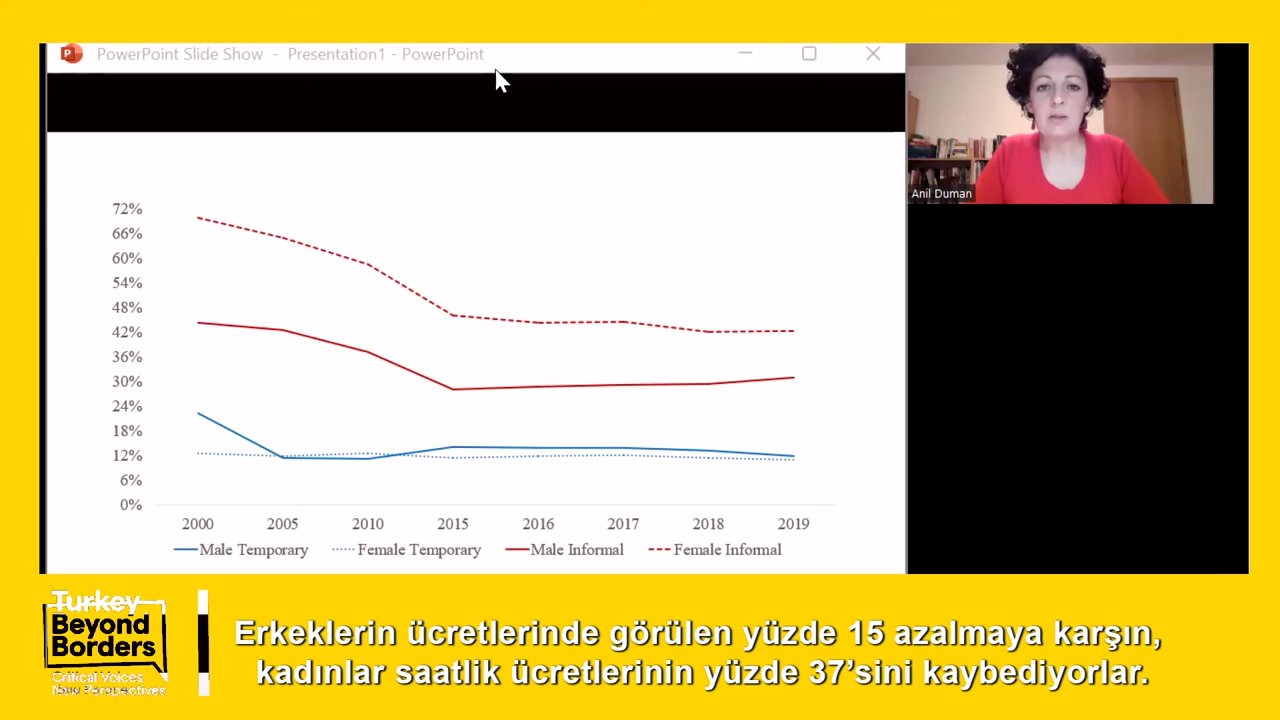 PowerPoint Slide Show - Presentation1 - PowerPoint
Anil Duman
72%
66%
60%
54%
48%
42%
36%
30%
24%
18%
12%
6%
0%
2000 2005 2010 2015 2016 2017 2018 2019
Male Temporary Female Temporary Male Informal Female Informal
Turkey
Beyond
Borders
Critical Voices
New Perspectives
Erkeklerin ücretlerinde görülen yüzde 15 azalmaya karşın,
kadınlar saatlik ücretlerinin yüzde 37’sini kaybediyorlar.